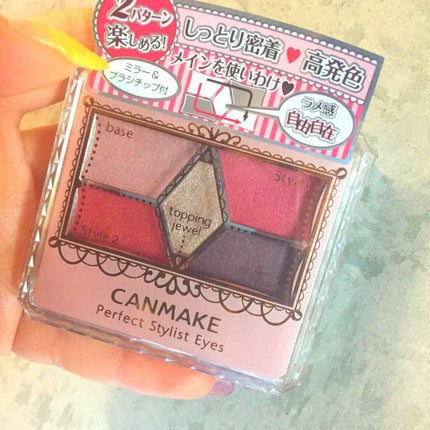 2パターン
楽しめる!
しっとり密着♥高発色
メインを使いわけ♥
ミラー&
ブラシチップ付
ラメ感
自由自在
base
Style
topping
jewel
Style2
CANMAKE
Perfect Stylist Eyes